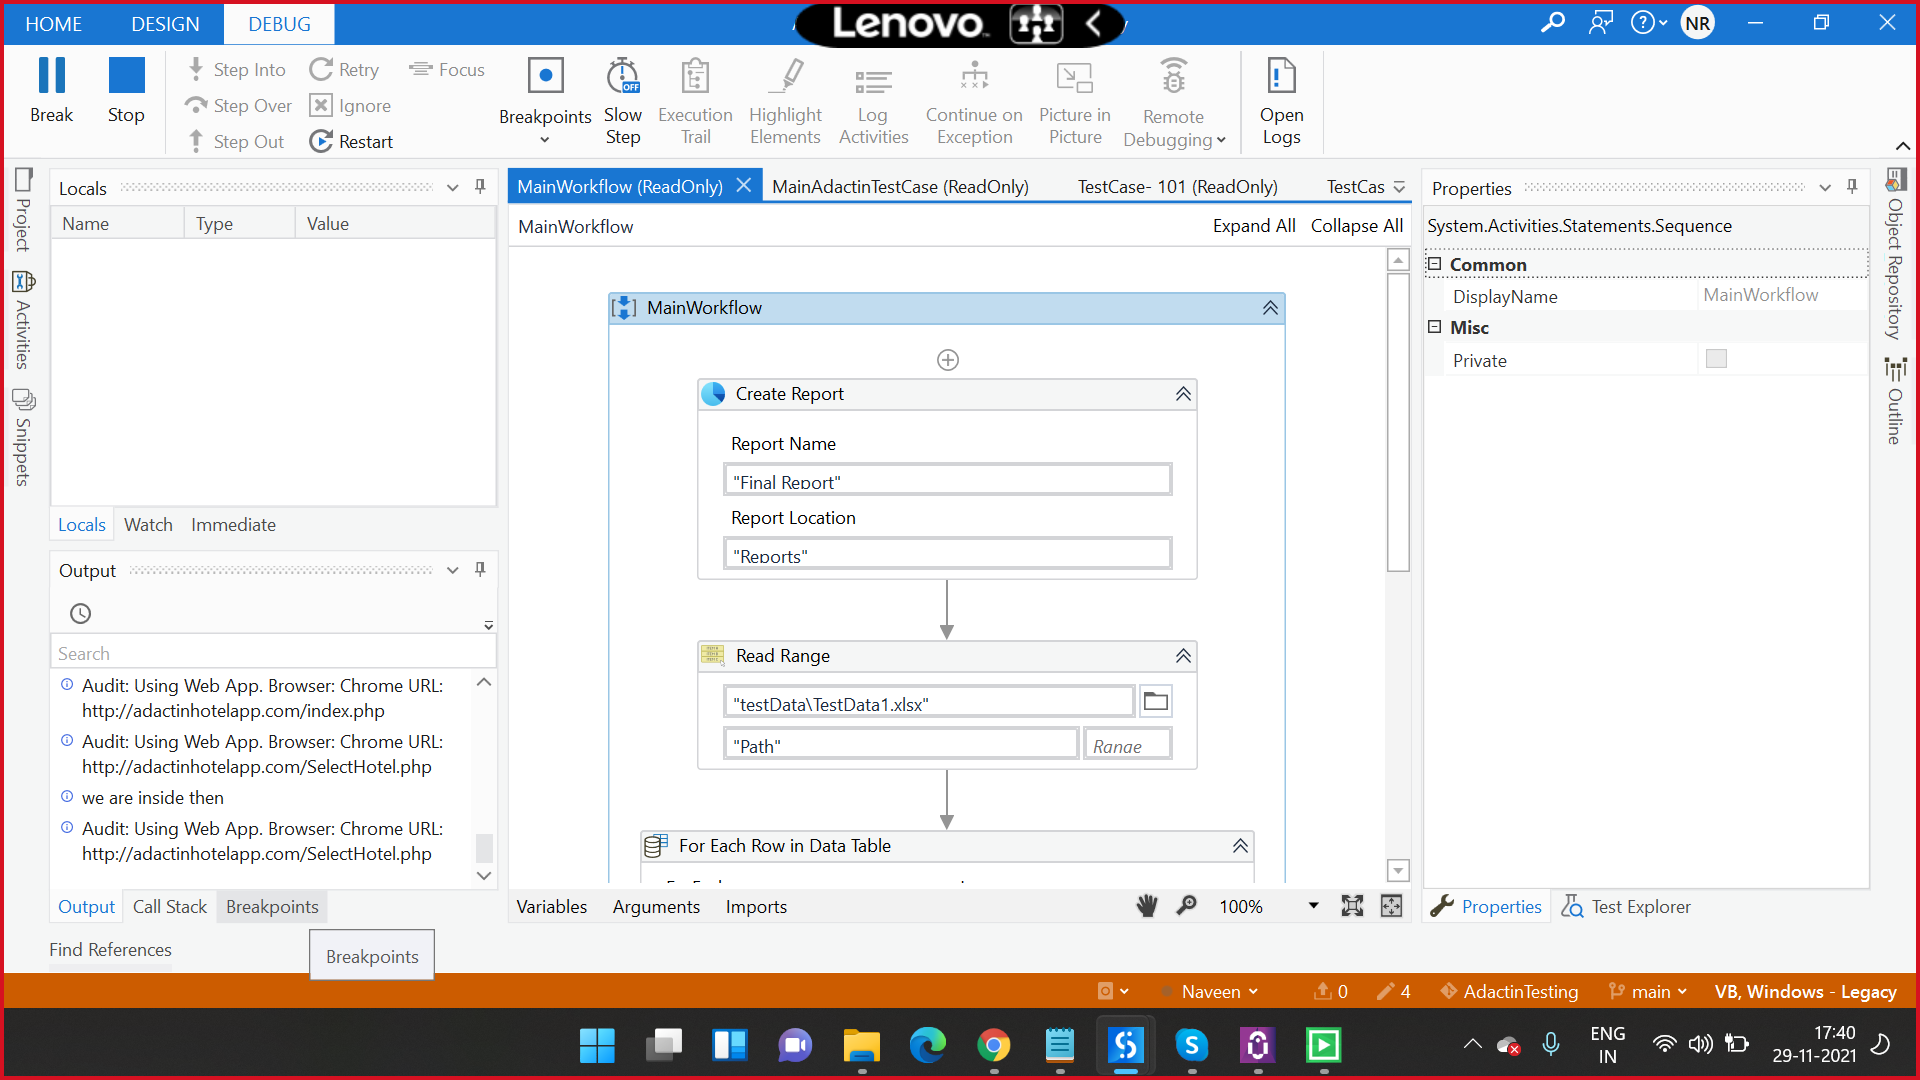 HOME DESIGN DEBUG
Lenovo
NR
Break
Stop
Step Into
Step Over
Step Out
Retry
Ignore
Restart
Focus
Breakpoints
Slow
Step
OFF
Execution
Trail
Highlight
Elements
Log
Activities
Continue on
Exception
Picture in
Picture
Remote
Debugging
Open
Logs
Project
Activities
Snippets
Locals
Name Type Value
Locals Watch Immediate
Output
Search
Audit: Using Web App. Browser: Chrome URL:
http://adactinhotelapp.com/index.php
Audit: Using Web App. Browser: Chrome URL:
http://adactinhotelapp.com/SelectHotel.php
we are inside then
Audit: Using Web App. Browser: Chrome URL:
http://adactinhotelapp.com/SelectHotel.php
Output Call Stack Breakpoints
Find References
Breakpoints
MainWorkflow (ReadOnly) MainAdactinTestCase (ReadOnly) TestCase- 101 (ReadOnly) TestCas
MainWorkflow
Expand All Collapse All
MainWorkflow
Create Report
Report Name
"Final Report"
Report Location
"Reports"
Read Range
"testData\TestData1.xlsx"
"Path" Range
For Each Row in Data Table
Variables Arguments Imports
100%
Properties
System.Activities.Statements.Sequence
Common
DisplayName MainWorkflow
Misc
Private
Properties Test Explorer
Object Repository
Outline
Naveen 0 4 AdactinTesting main VB, Windows - Legacy
ENG
IN
17:40
29-11-2021